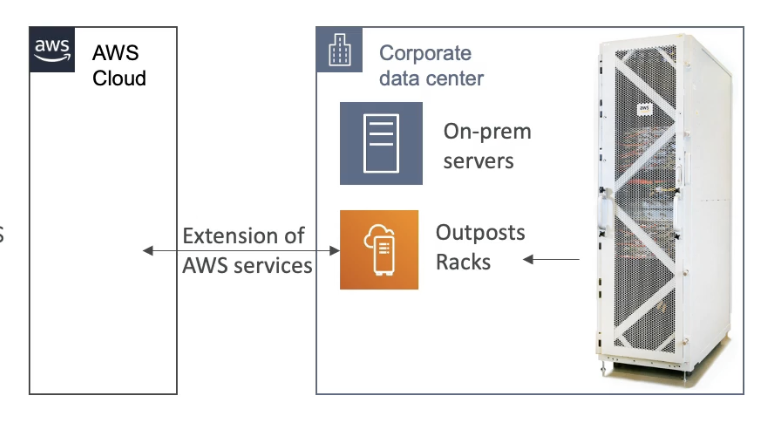 aws
AWS
Cloud
Corporate
data center
aws
On-prem
servers
S
Extension of
AWS services
Outposts
Racks